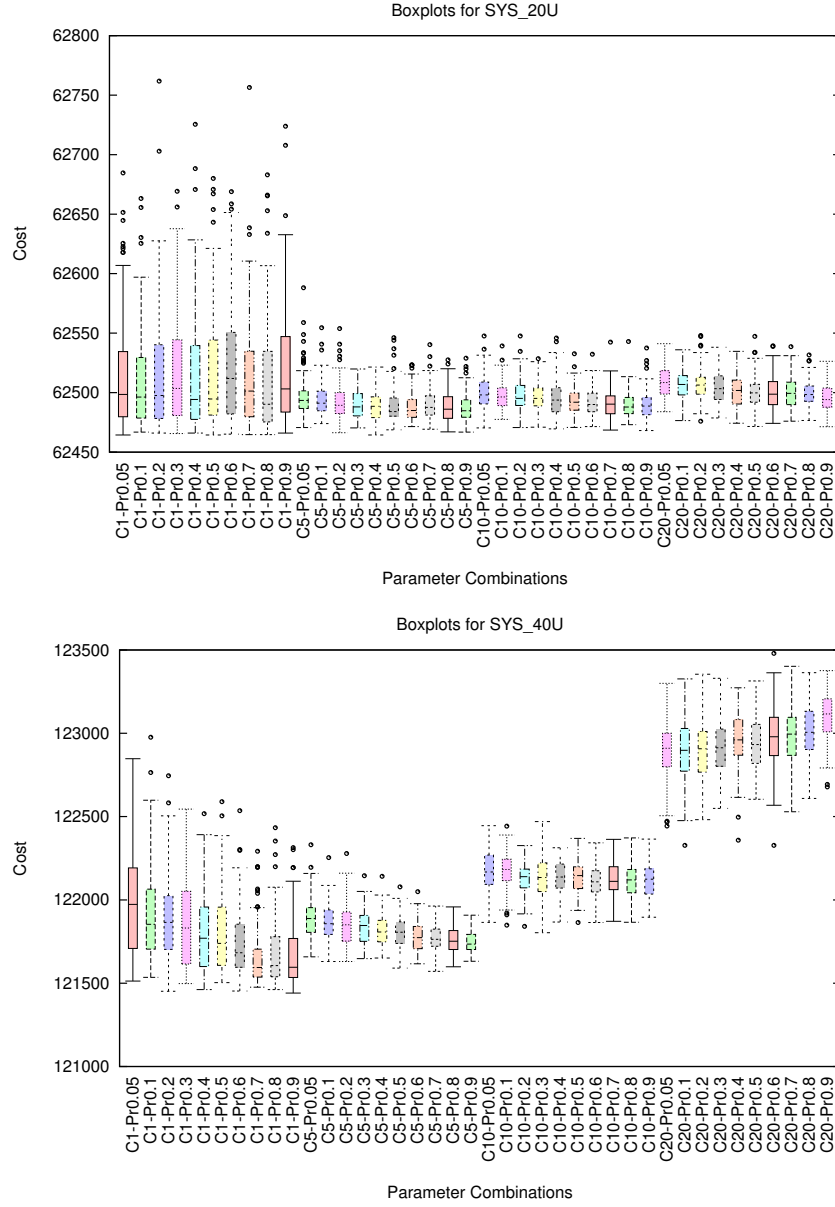 Boxplots for SYS_20U
62800
62750
62700
62650
62600
62550
62500
62450
Cost
C1-Pr0.05
C1-Pr0.1
C1-Pr0.2
C1-Pr0.3
C1-Pr0.4
C1-Pr0.5
C1-Pr0.6
C1-Pr0.7
C1-Pr0.8
C1-Pr0.9
C5-Pr0.05
C5-Pr0.1
C5-Pr0.2
C5-Pr0.3
C5-Pr0.4
C5-Pr0.5
C5-Pr0.6
C5-Pr0.7
C5-Pr0.8
C5-Pr0.9
C10-Pr0.05
C10-Pr0.1
C10-Pr0.2
C10-Pr0.3
C10-Pr0.4
C10-Pr0.5
C10-Pr0.6
C10-Pr0.7
C10-Pr0.8
C10-Pr0.9
C20-Pr0.05
C20-Pr0.1
C20-Pr0.2
C20-Pr0.3
C20-Pr0.4
C20-Pr0.5
C20-Pr0.6
C20-Pr0.7
C20-Pr0.8
C20-Pr0.9
Parameter Combinations
Boxplots for SYS_40U
123500
123000
122500
122000
121500
121000
Cost
C1-Pr0.05
C1-Pr0.1
C1-Pr0.2
C1-Pr0.3
C1-Pr0.4
C1-Pr0.5
C1-Pr0.6
C1-Pr0.7
C1-Pr0.8
C1-Pr0.9
C5-Pr0.05
C5-Pr0.1
C5-Pr0.2
C5-Pr0.3
C5-Pr0.4
C5-Pr0.5
C5-Pr0.6
C5-Pr0.7
C5-Pr0.8
C5-Pr0.9
C10-Pr0.05
C10-Pr0.1
C10-Pr0.2
C10-Pr0.3
C10-Pr0.4
C10-Pr0.5
C10-Pr0.6
C10-Pr0.7
C10-Pr0.8
C10-Pr0.9
C20-Pr0.05
C20-Pr0.1
C20-Pr0.2
C20-Pr0.3
C20-Pr0.4
C20-Pr0.5
C20-Pr0.6
C20-Pr0.7
C20-Pr0.8
C20-Pr0.9
Parameter Combinations